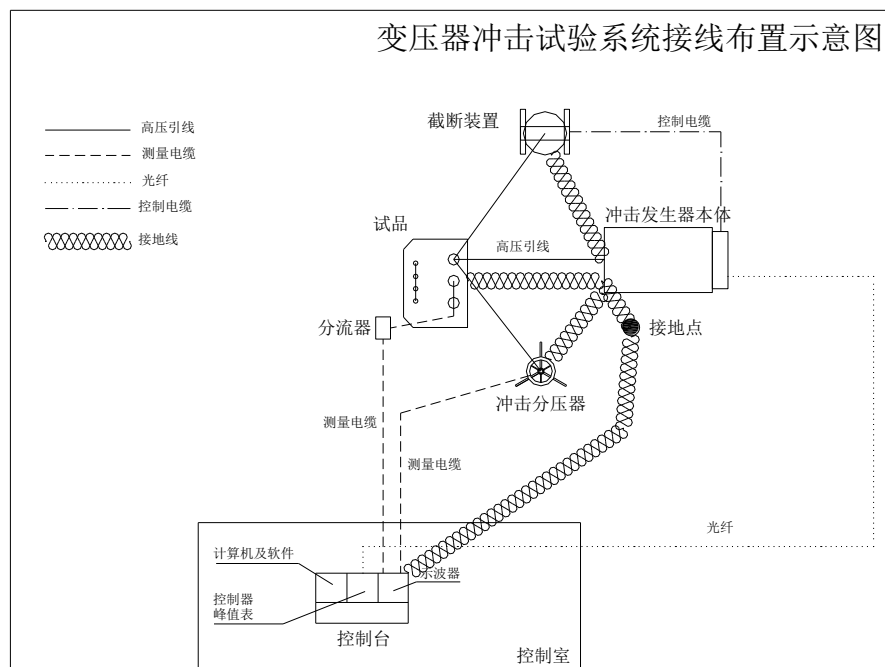 变压器冲击试验系统接线布置示意图
截断装置
控制电缆
高压引线
测量电缆
光纤
控制电缆
接地线
试品
冲击发生器本体
高压引线
分流器
接地点
冲击分压器
测量电缆
测量电缆
光纤
计算机及软件
示波器
控制器
峰值表
控制台
控制室